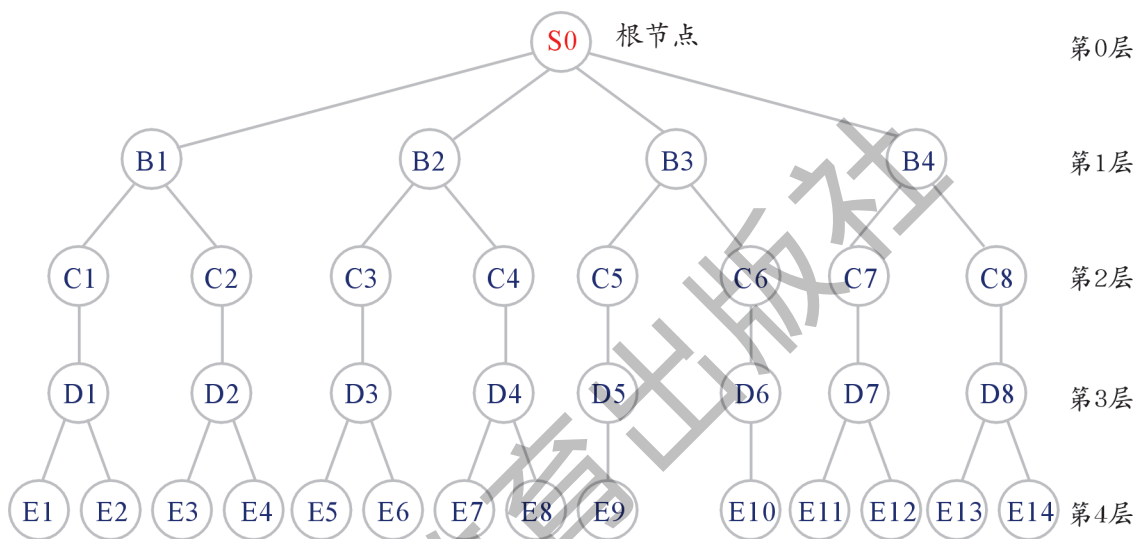 S0 根节点 第0层
B1 B2 B3 B4 第1层
C1 C2 C3 C4 C5 C6 C7 C8 第2层
D1 D2 D3 D4 D5 D6 D7 D8 第3层
E1 E2 E3 E4 E5 E6 E7 E8 E9 E10 E11 E12 E13 E14 第4层
育出版社